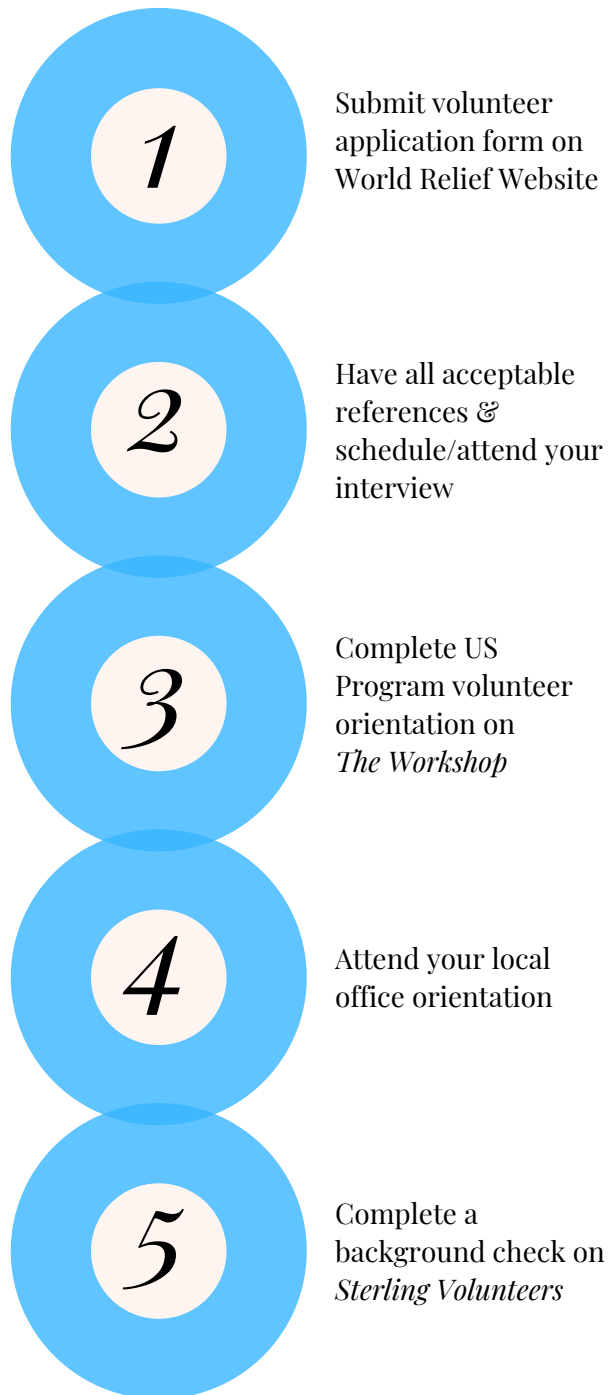 1
Submit volunteer
application form on
World Relief Website
2
Have all acceptable
references &
schedule/attend your
interview
3
Complete US
Program volunteer
orientation on
The Workshop
4
Attend your local
office orientation
5
Complete a
background check on
Sterling Volunteers